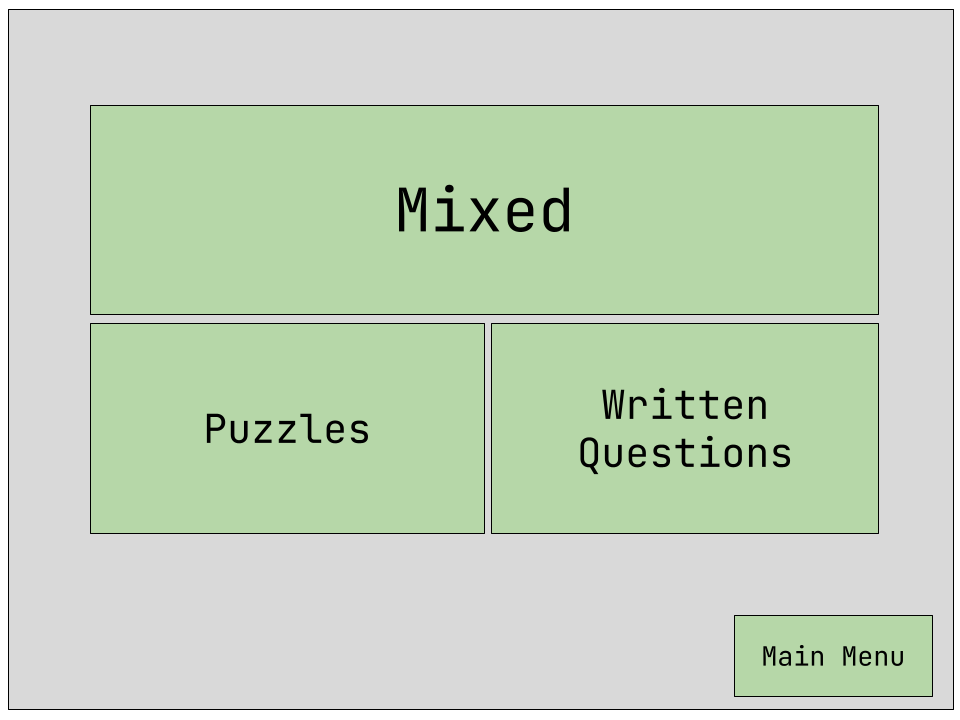 Mixed
Puzzles
Written
Questions
Main Menu